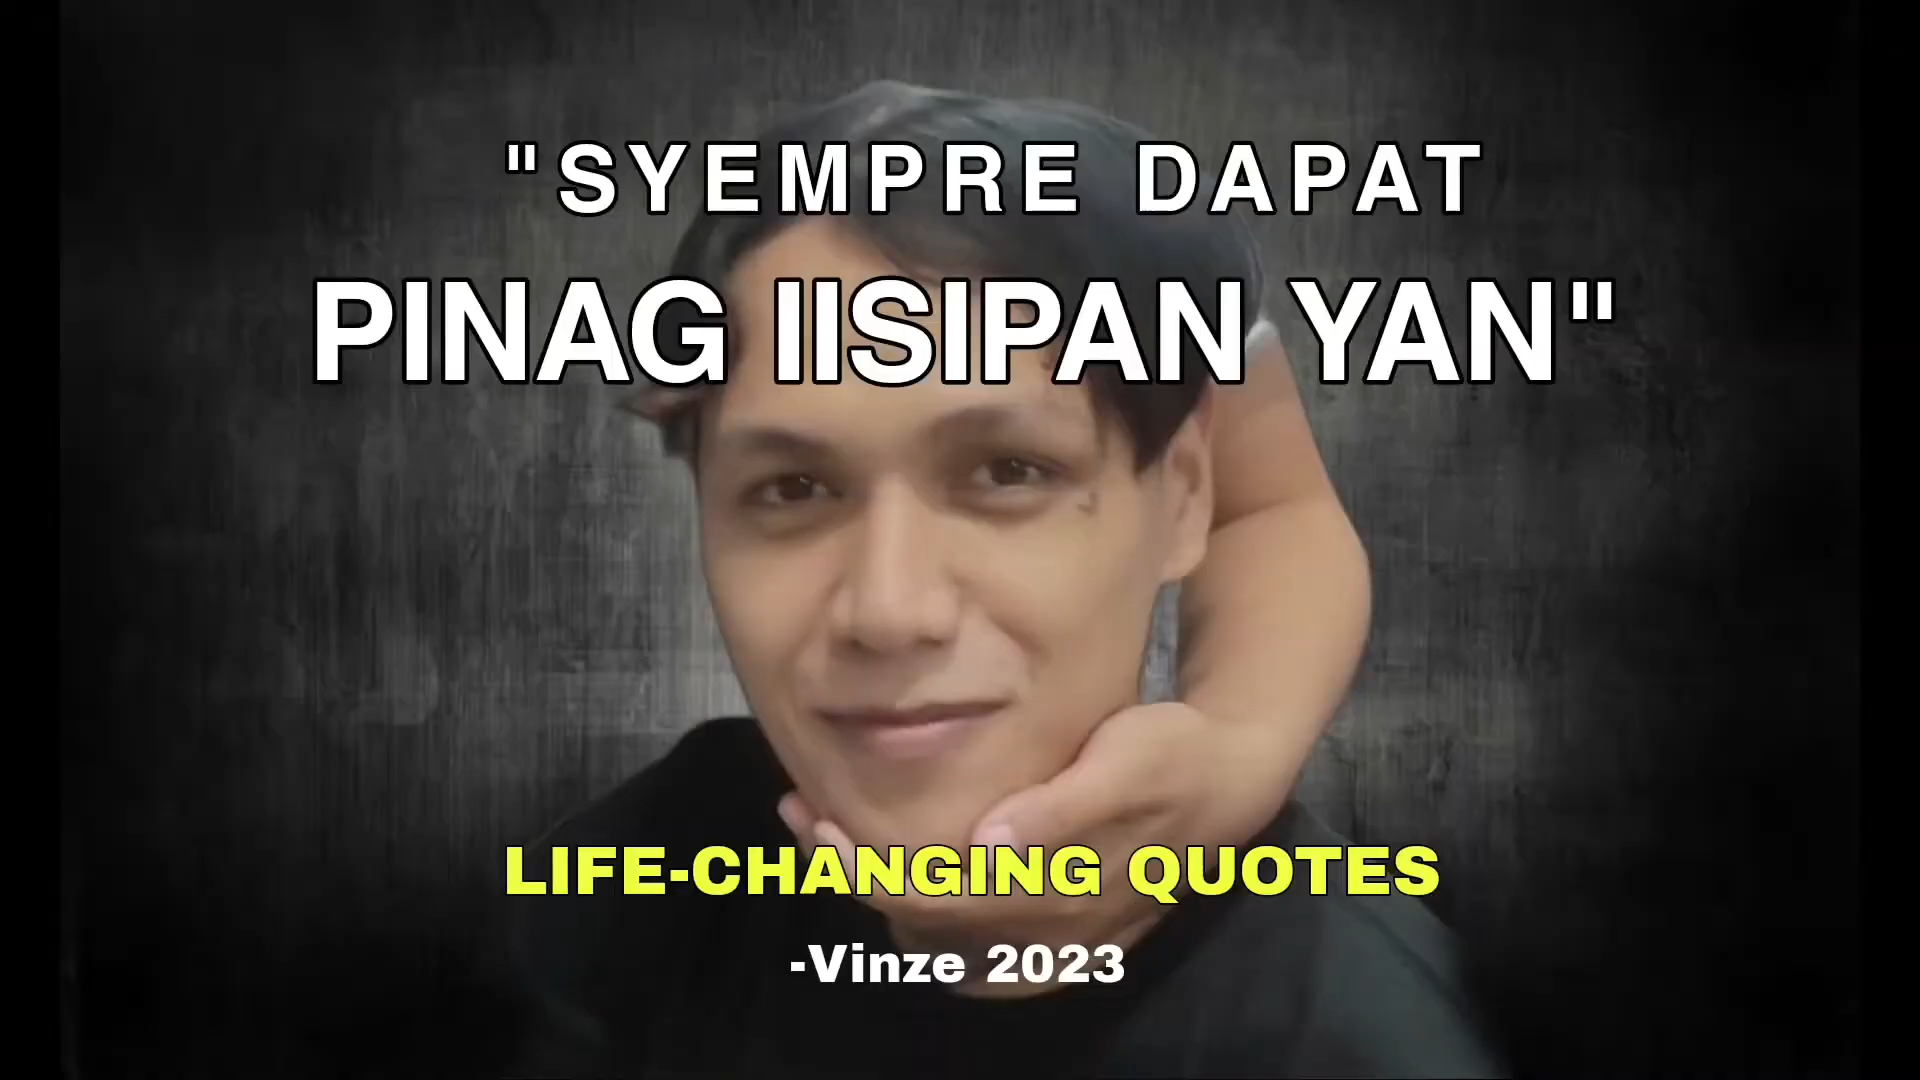 "SYEMPRE DAPAT
PINAG IISIPAN YAN"
LIFE-CHANGING QUOTES
-Vinze 2023